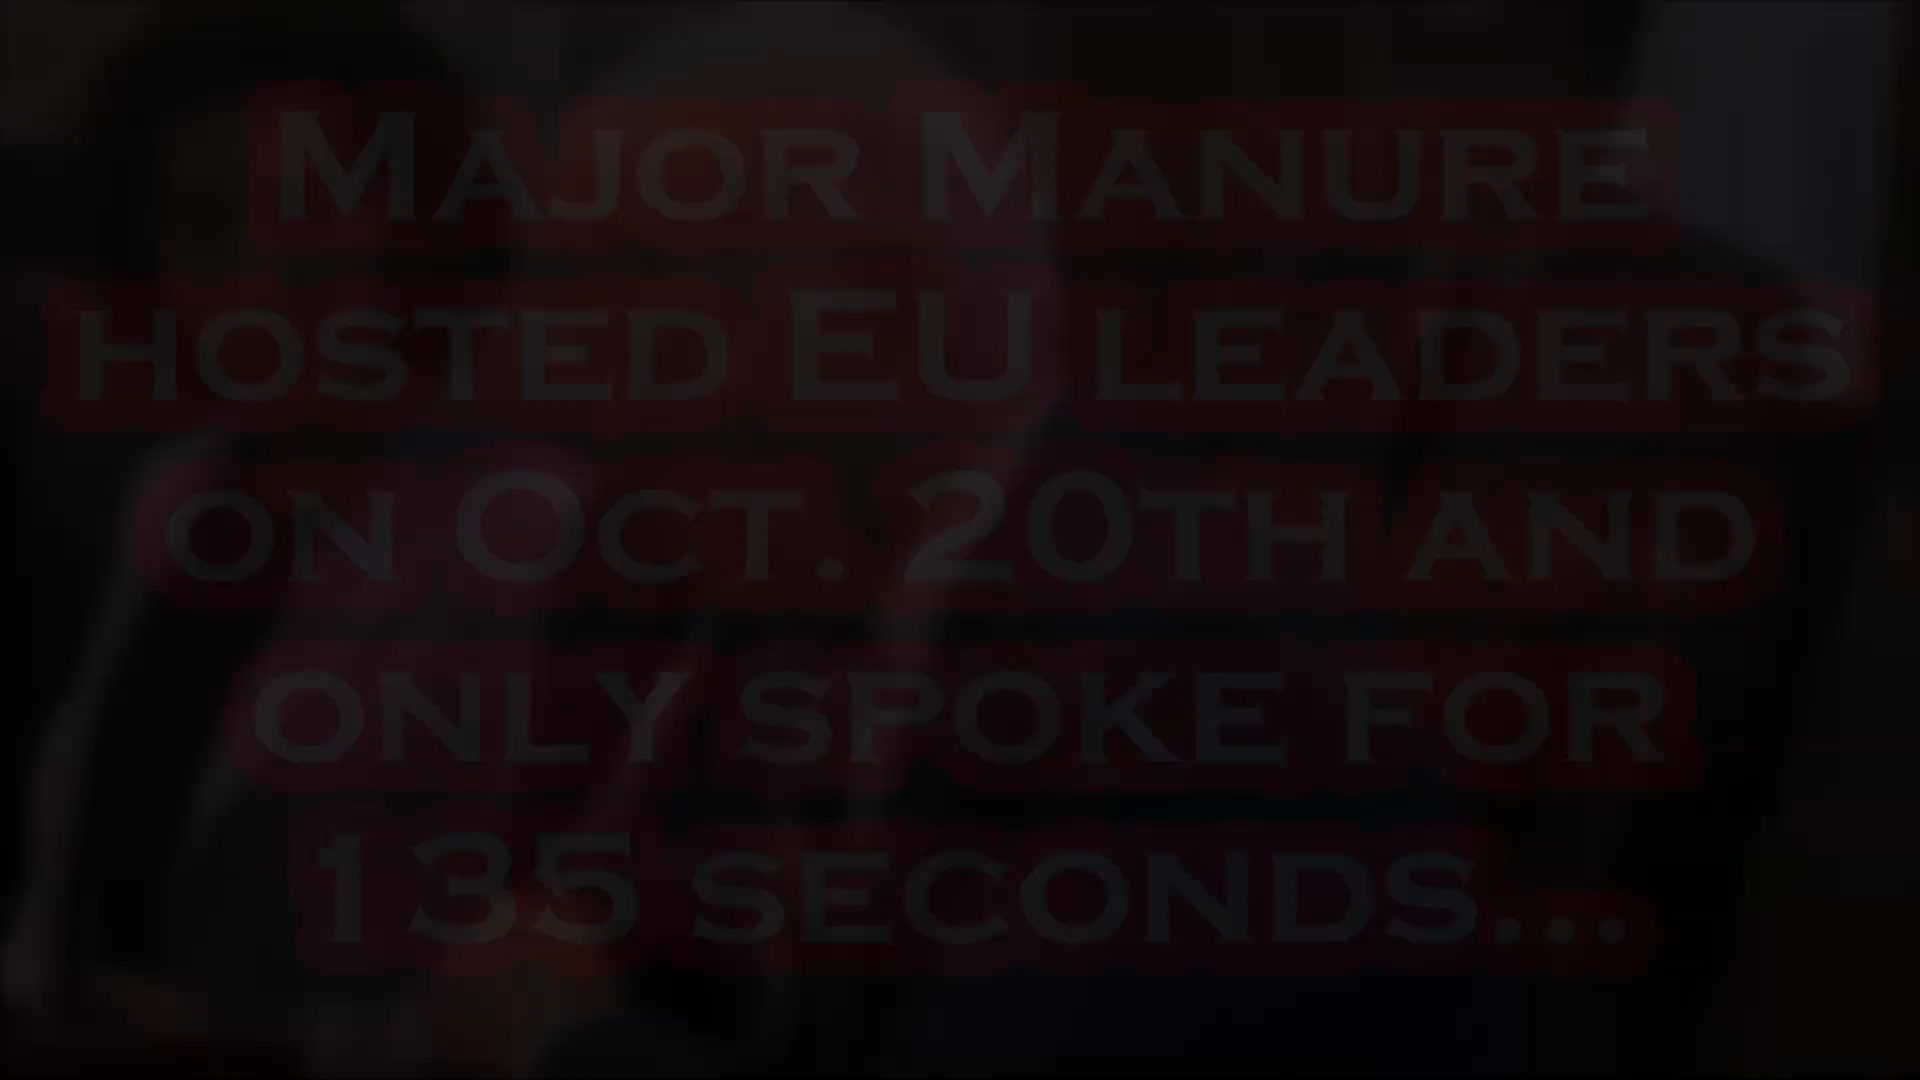 Major Manure
hosted EU leaders
on Oct. 20th and
only spoke for
135 seconds...